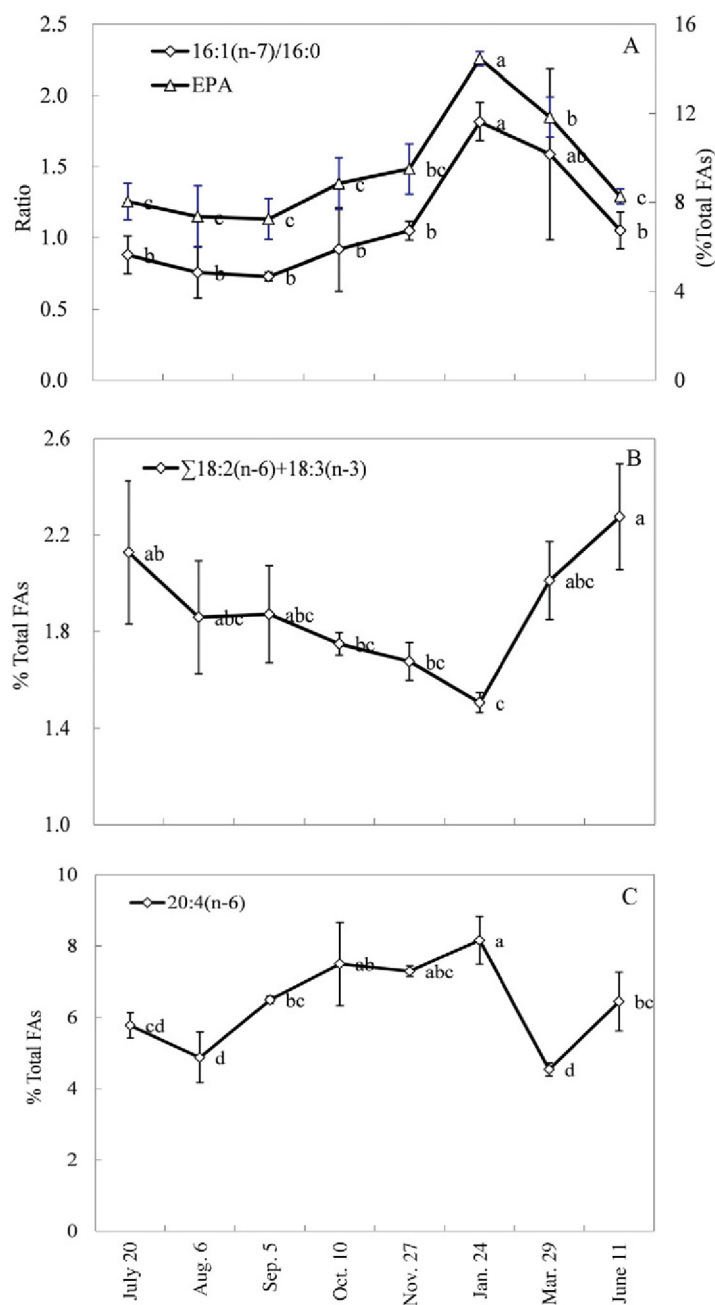 2.5
16
16:1(n-7)/16:0
A
EPA
2.0
a
12
b
a
ab
1.5
c
c
c
c
bc
c
Ratio
8
(%Total FAs)
1.0
b
b
b
b
b
b
0.5
4
0.0
0
2.6
∑18:2(n-6)+18:3(n-3)
B
2.2
ab
a
abc
abc
abc
1.8
bc
bc
% Total FAs
1.4
c
1.0
10
20:4(n-6)
C
8
ab
abc
a
6
cd
bc
bc
% Total FAs
d
d
4
2
0
July 20
Aug. 6
Sep. 5
Oct. 10
Nov. 27
Jan. 24
Mar. 29
June 11